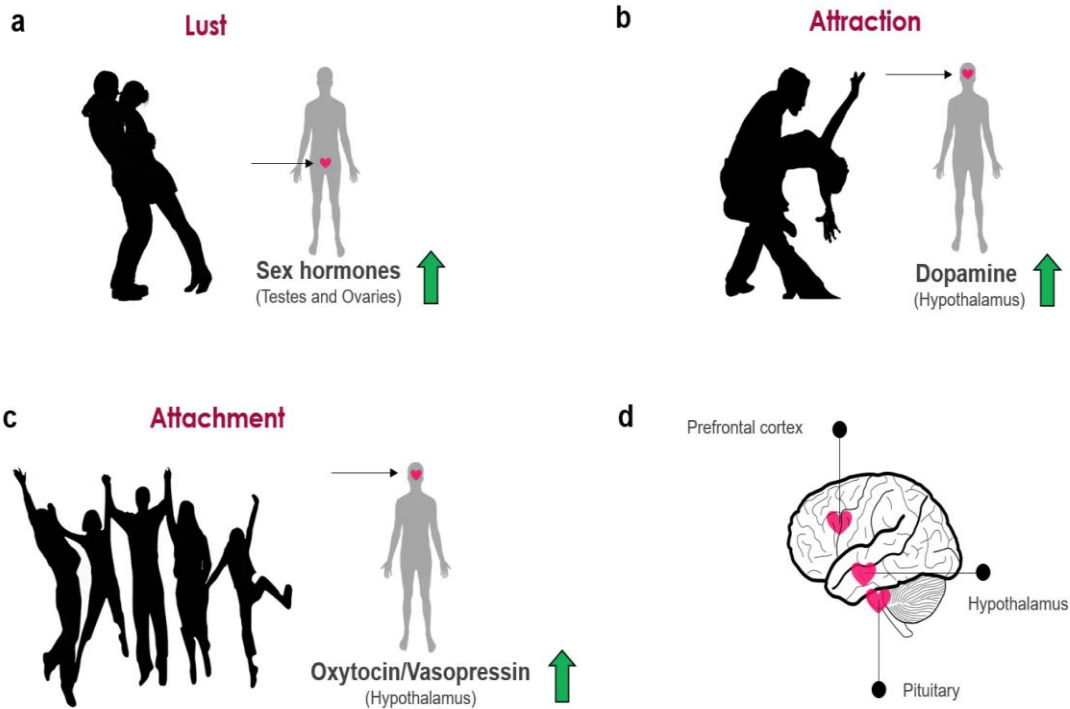 a
Lust
Sex hormones
(Testes and Ovaries)
b
Attraction
Dopamine
(Hypothalamus)
c
Attachment
Oxytocin/Vasopressin
(Hypothalamus)
d
Prefrontal cortex
Hypothalamus
Pituitary